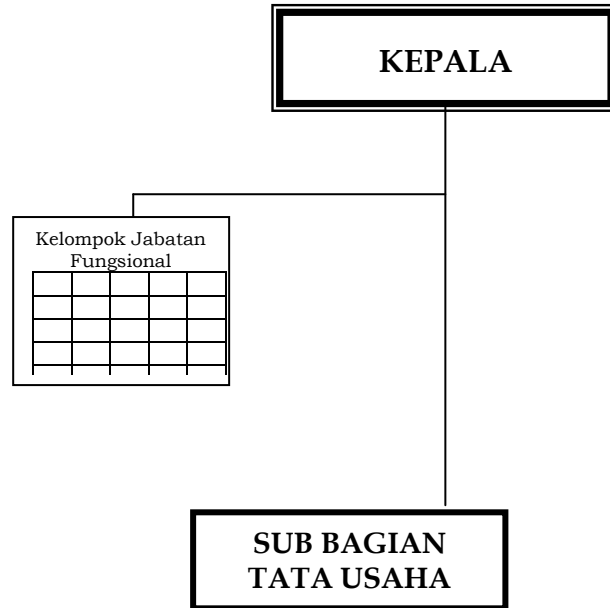 KEPALA
Kelompok Jabatan
Fungsional
SUB BAGIAN
TATA USAHA